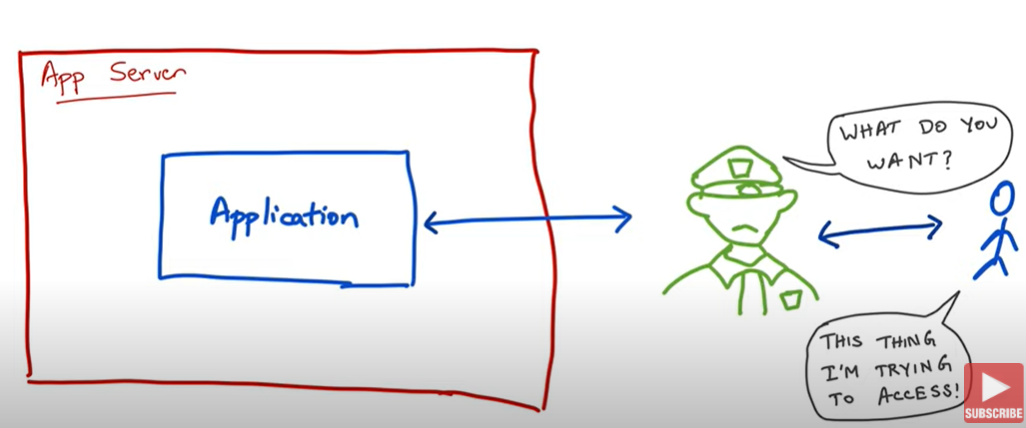 App Server
Application
WHAT DO YOU
WANT?
THIS THING
I'M TRYING
TO ACCESS!
SUBSCRIBE